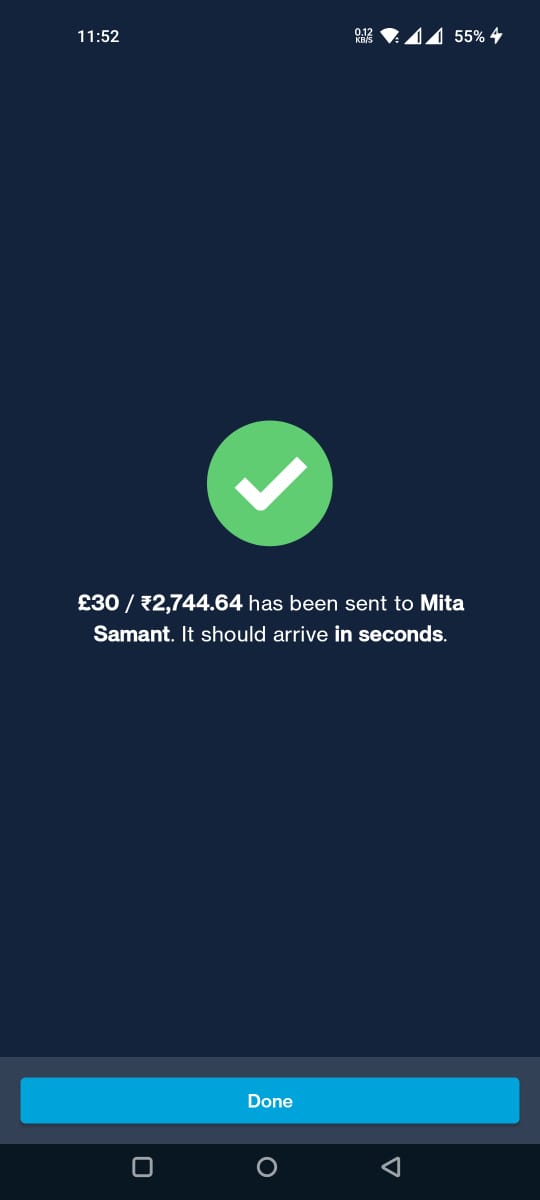 11:52
0.12
KB/S
55%
£30 / ₹2,744.64 has been sent to Mita
Samant. It should arrive in seconds.
Done